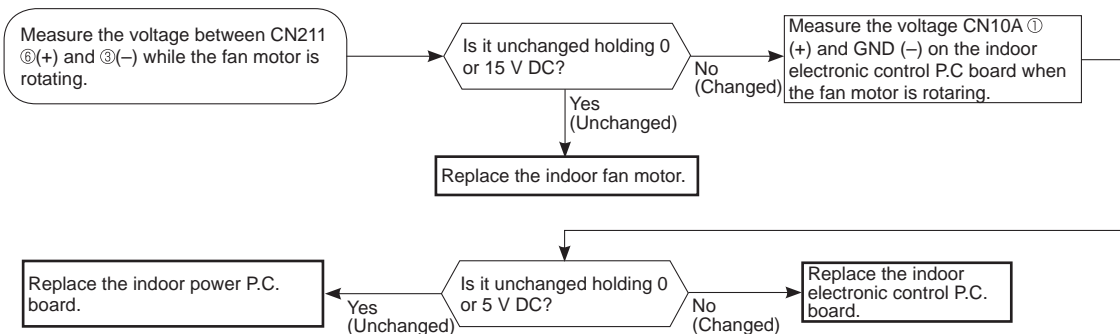 Measure the voltage between CN211
⑥(+) and ③(–) while the fan motor is
rotating.
Is it unchanged holding 0
or 15 V DC?
No
(Changed)
Measure the voltage CN10A ①
(+) and GND (–) on the indoor
electronic control P.C board when
the fan motor is rotaring.
Yes
(Unchanged)
Replace the indoor fan motor.
Replace the indoor power P.C.
board.
Yes
(Unchanged)
Is it unchanged holding 0
or 5 V DC?
No
(Changed)
Replace the indoor
electronic control P.C.
board.